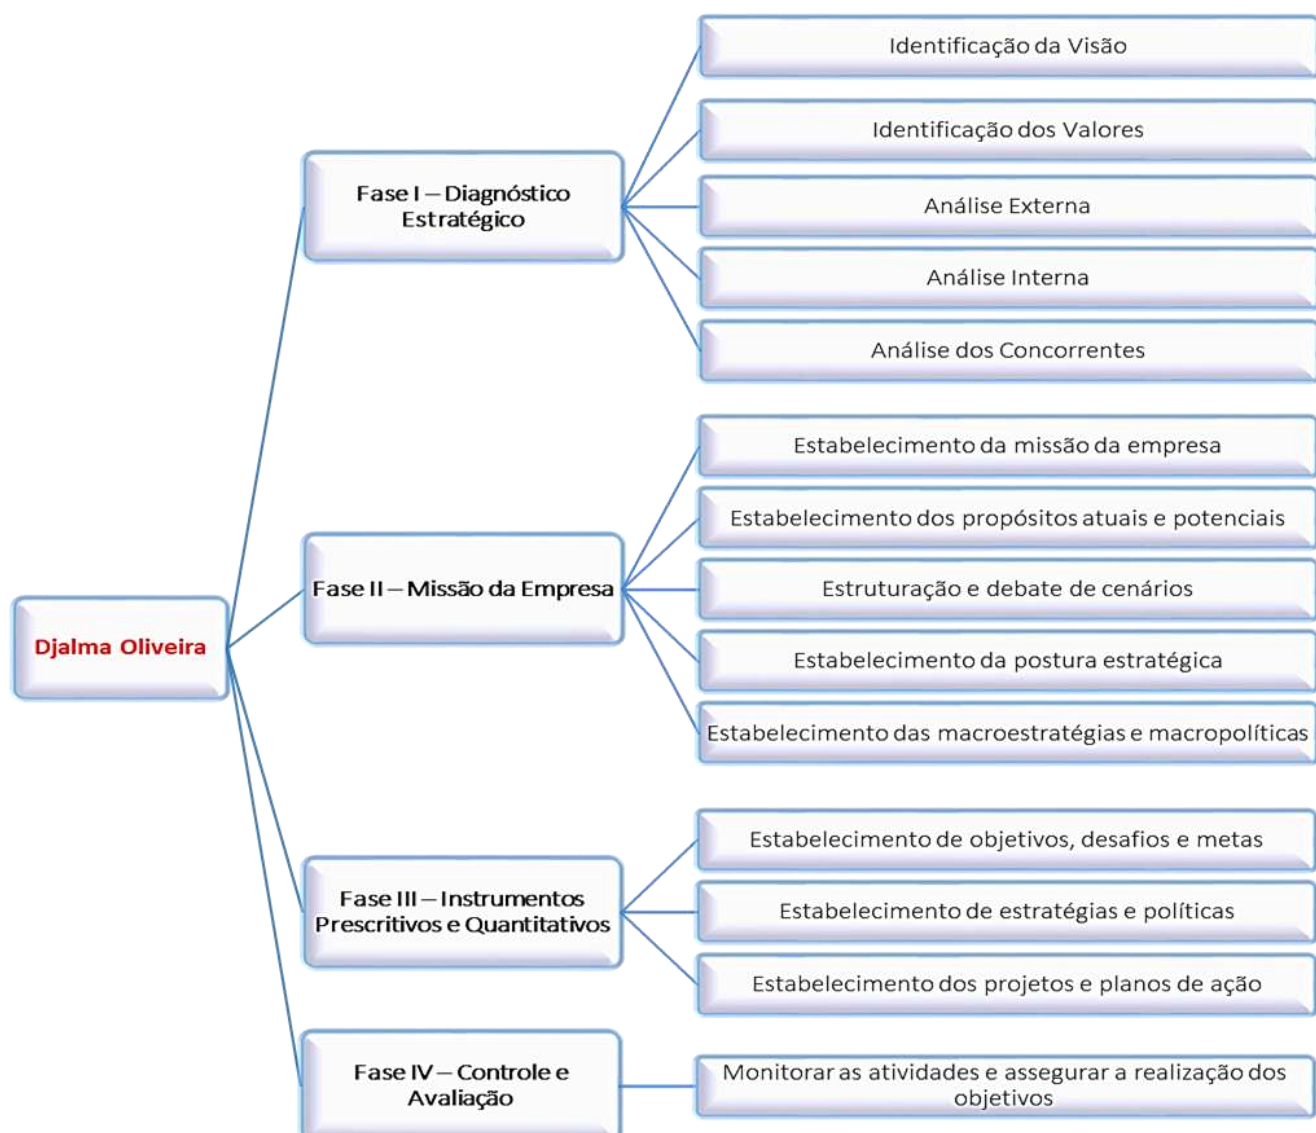 Djalma Oliveira
Fase I – Diagnóstico
Estratégico
Identificação da Visão
Identificação dos Valores
Análise Externa
Análise Interna
Análise dos Concorrentes
Fase II – Missão da Empresa
Estabelecimento da missão da empresa
Estabelecimento dos propósitos atuais e potenciais
Estruturação e debate de cenários
Estabelecimento da postura estratégica
Estabelecimento das macroestratégias e macropolíticas
Fase III – Instrumentos
Prescritivos e Quantitativos
Estabelecimento de objetivos, desafios e metas
Estabelecimento de estratégias e políticas
Estabelecimento dos projetos e planos de ação
Fase IV – Controle e
Avaliação
Monitorar as atividades e assegurar a realização dos
objetivos